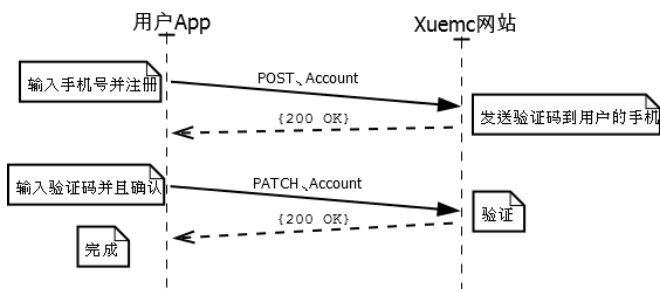 用户App
Xuemc网站
输入手机号并注册
POST、Account
{200 OK}
发送验证码到用户的手机
输入验证码并且确认
PATCH、Account
{200 OK}
验证
完成